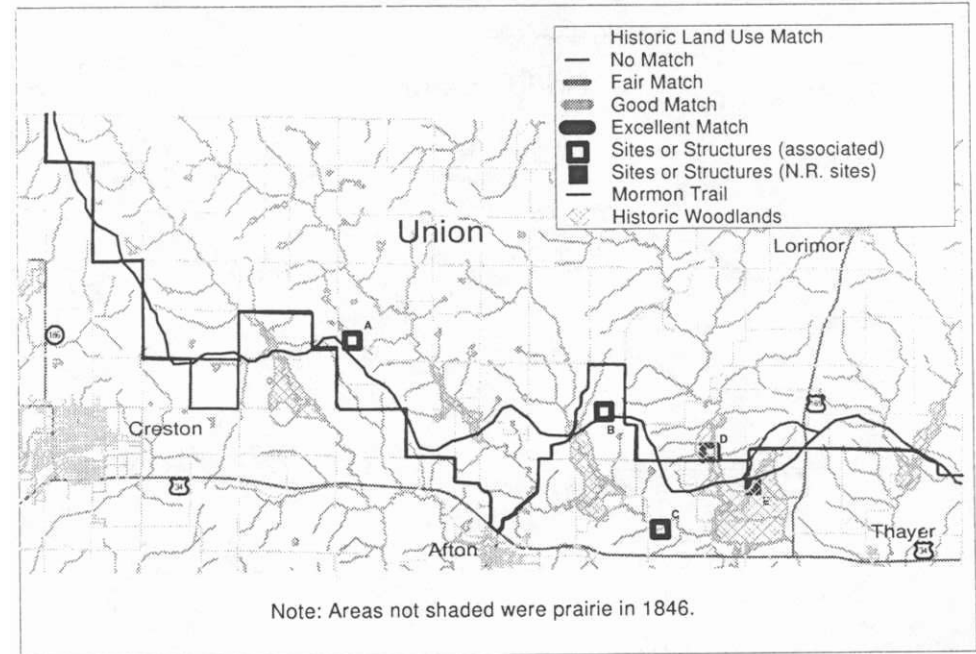 Historic Land Use Match
No Match
Fair Match
Good Match
Excellent Match
Sites or Structures (associated)
Sites or Structures (N.R. sites)
Mormon Trail
Historic Woodlands
Union
Lorimor
A
Creston
B
D
E
C
34
Afton
Thayer
34
Note: Areas not shaded were prairie in 1846.